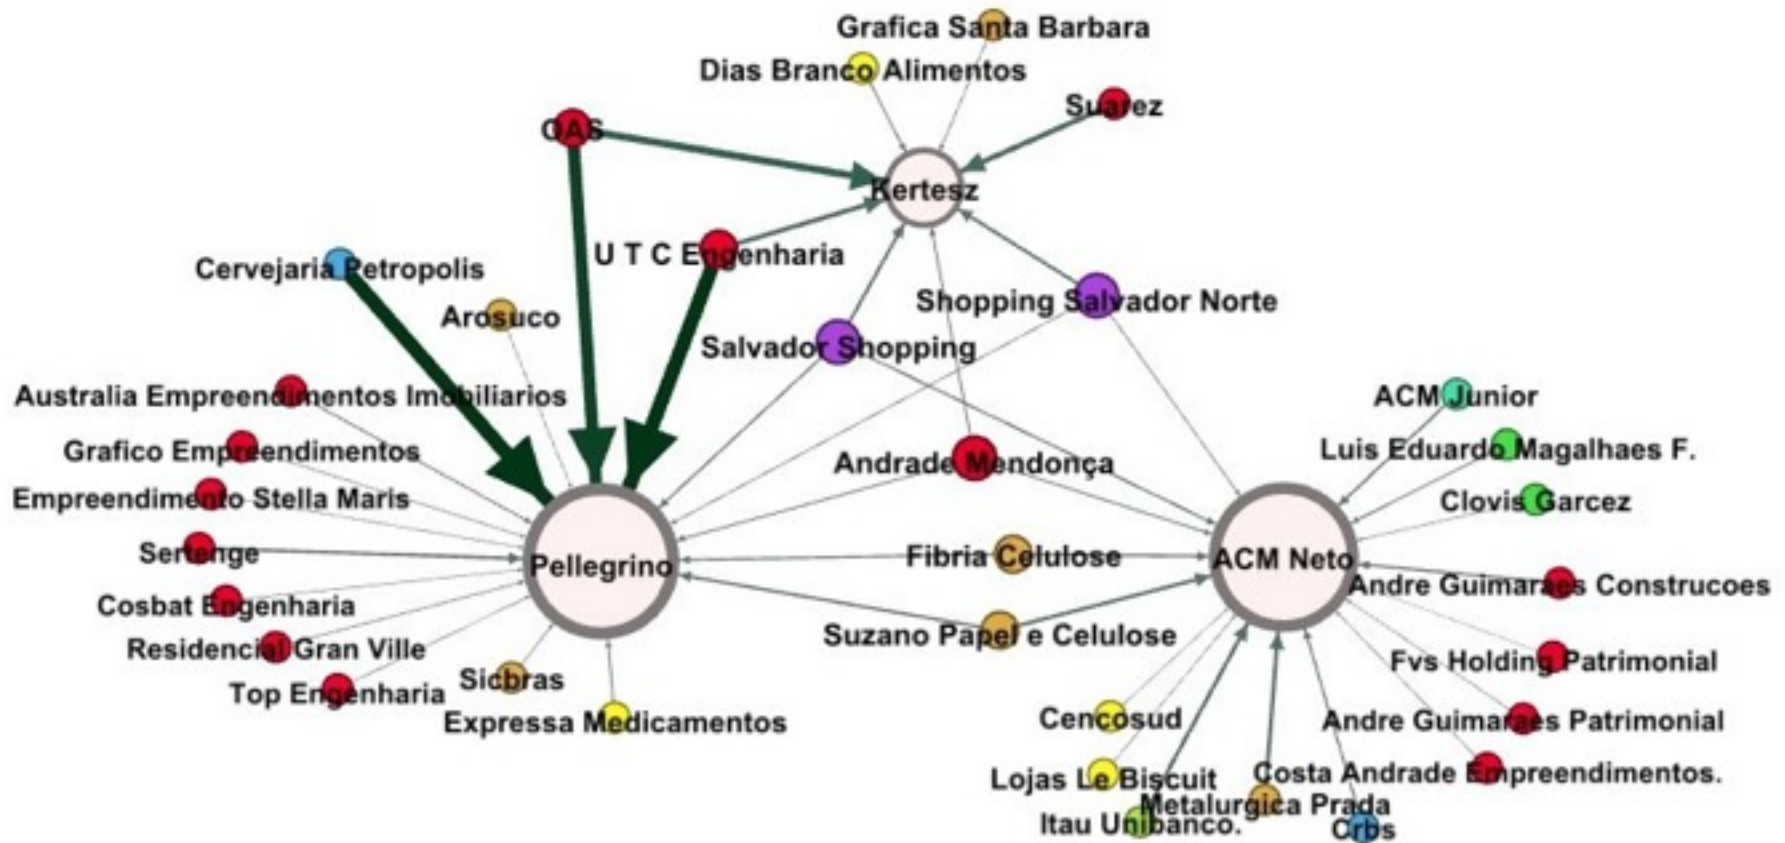 Grafica Santa Barbara
Dias Branco Alimentos
Suarez
OAS
Kertesz
U T C Engenharia
Cervejaria Petropolis
Shopping Salvador Norte
Arosuco
Salvador Shopping
Australia Empreendimentos Imobiliarios
ACM Junior
Grafico Empreendimentos
Luis Eduardo Magalhaes F.
Andrade Mendonça
Empreendimento Stella Maris
Clovis Garcez
Sertenge
Fibria Celulose
Pellegrino
ACM Neto
Andre Guimaraes Construcoes
Cosbat Engenharia
Suzano Papel e Celulose
Residencial Gran Ville
Fvs Holding Patrimonial
Sicbras
Top Engenharia
Cencosud
Expressa Medicamentos
Andre Guimaraes Patrimonial
Lojas Le Biscuit
Costa Andrade Empreendimentos.
Metalurgica Prada
Itau Unibanco.
Crbs